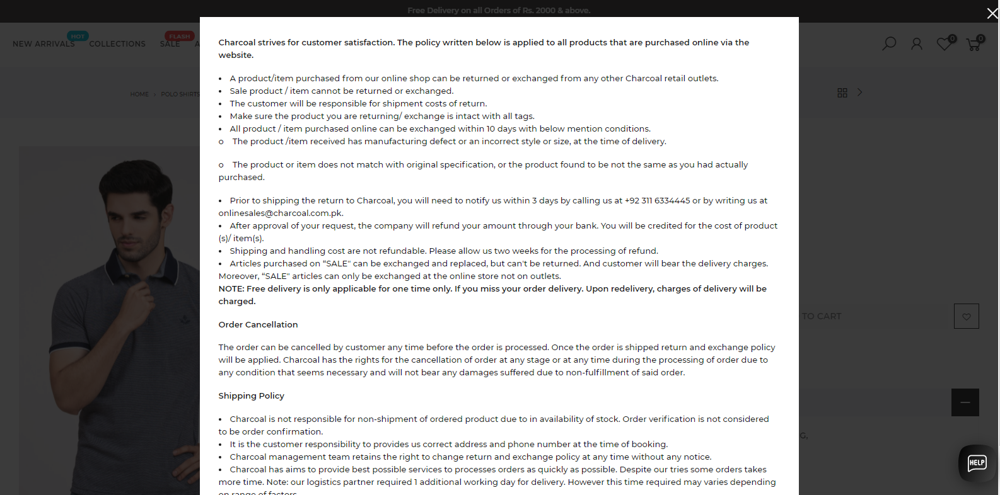 Free Delivery on all Orders of Rs. 2000 & above.
HOT
FLASH
NEW ARRIVALS
COLLECTIONS
SALE
A
0
0
HOME
POLO SHIRTS
Charcoal strives for customer satisfaction. The policy written below is applied to all products that are purchased online via the
website.
• A product/item purchased from our online shop can be returned or exchanged from any other Charcoal retail outlets.
• Sale product / item cannot be returned or exchanged.
• The customer will be responsible for shipment costs of return.
• Make sure the product you are returning/ exchange is intact with all tags.
• All product / item purchased online can be exchanged within 10 days with below mention conditions.
o The product /item received has manufacturing defect or an incorrect style or size, at the time of delivery.
o The product or item does not match with original specification, or the product found to be not the same as you had actually
purchased.
• Prior to shipping the return to Charcoal, you will need to notify us within 3 days by calling us at +92 311 6334445 or by writing us at
onlinesales@charcoal.com.pk.
• After approval of your request, the company will refund your amount through your bank. You will be credited for the cost of product
(s)/ item(s).
• Shipping and handling cost are not refundable. Please allow us two weeks for the processing of refund.
• Articles purchased on “SALE" can be exchanged and replaced, but can't be returned. And customer will bear the delivery charges.
Moreover, “SALE" articles can only be exchanged at the online store not on outlets.
NOTE: Free delivery is only applicable for one time only. If you miss your order delivery. Upon redelivery, charges of delivery will be
charged.
Order Cancellation
The order can be cancelled by customer any time before the order is processed. Once the order is shipped return and exchange policy
will be applied. Charcoal has the rights for the cancellation of order at any stage or at any time during the processing of order due to
any condition that seems necessary and will not bear any damages suffered due to non-fulfillment of said order.
Shipping Policy
• Charcoal is not responsible for non-shipment of ordered product due to in availability of stock. Order verification is not considered
to be order confirmation.
• It is the customer responsibility to provides us correct address and phone number at the time of booking.
• Charcoal management team retains the right to change return and exchange policy at any time without any notice.
• Charcoal has aims to provide best possible services to processes orders as quickly as possible. Despite our tries some orders takes
more time. Note: our logistics partner required 1 additional working day for delivery. However this time required may varies depending
on range of factors.
TO CART
G,
HELP